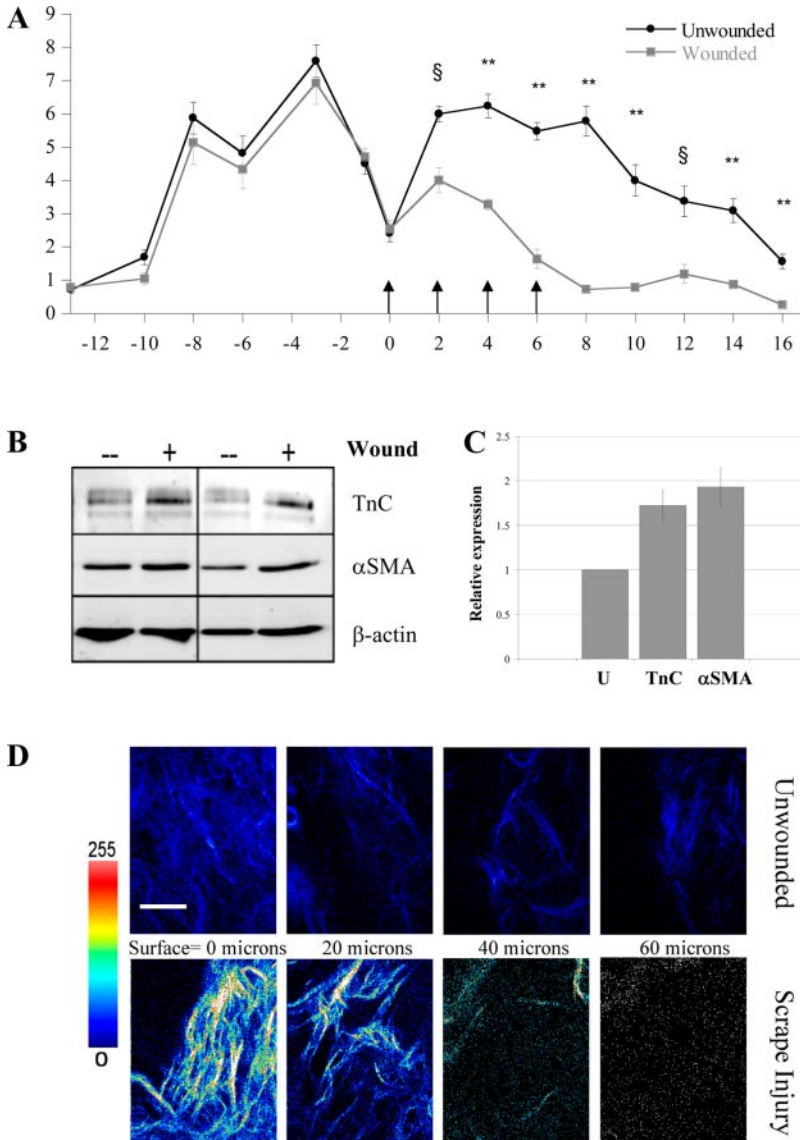 A
Unwounded
Wounded
9
8
7
6
5
4
3
2
1
0
§ ** ** ** ** § ** **
-12 -10 -8 -6 -4 -2 0 2 4 6 8 10 12 14 16
B
-- + -- + Wound
TnC
αSMA
β-actin
C
Relative expression
2.5
2
1.5
1
0.5
0
U TnC αSMA
D
255
0
Unwounded
Surface= 0 microns 20 microns 40 microns 60 microns
Scrape Injury